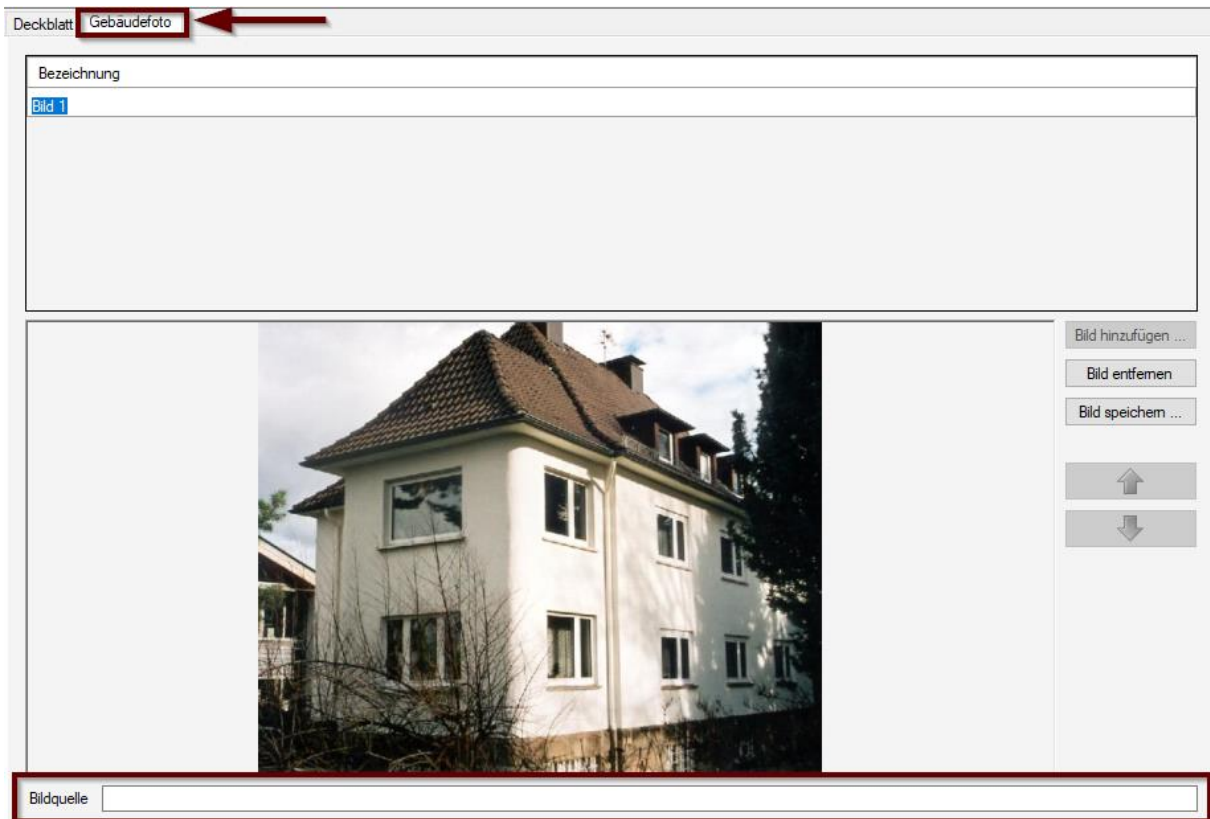 Deckblatt Gebäudefoto
Bezeichnung
Bild 1
Bild hinzufügen ...
Bild entfernen
Bild speichern ...
Bildquelle